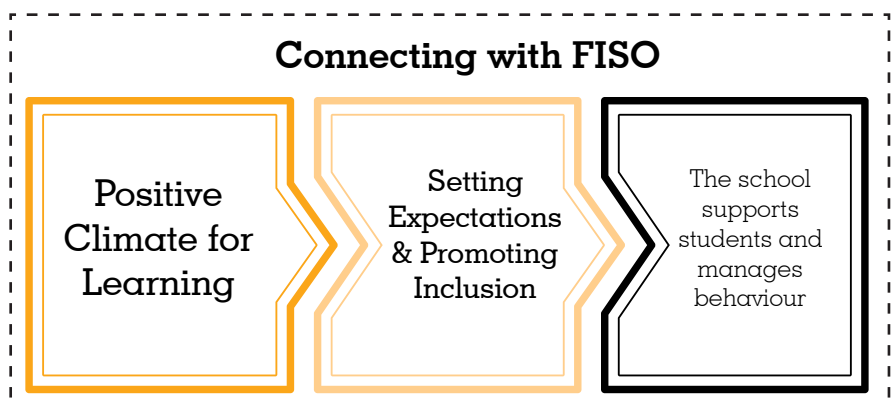 Connecting with FISO
Positive
Climate for
Learning
Setting
Expectations
& Promoting
Inclusion
The school
supports
students and
manages
behaviour